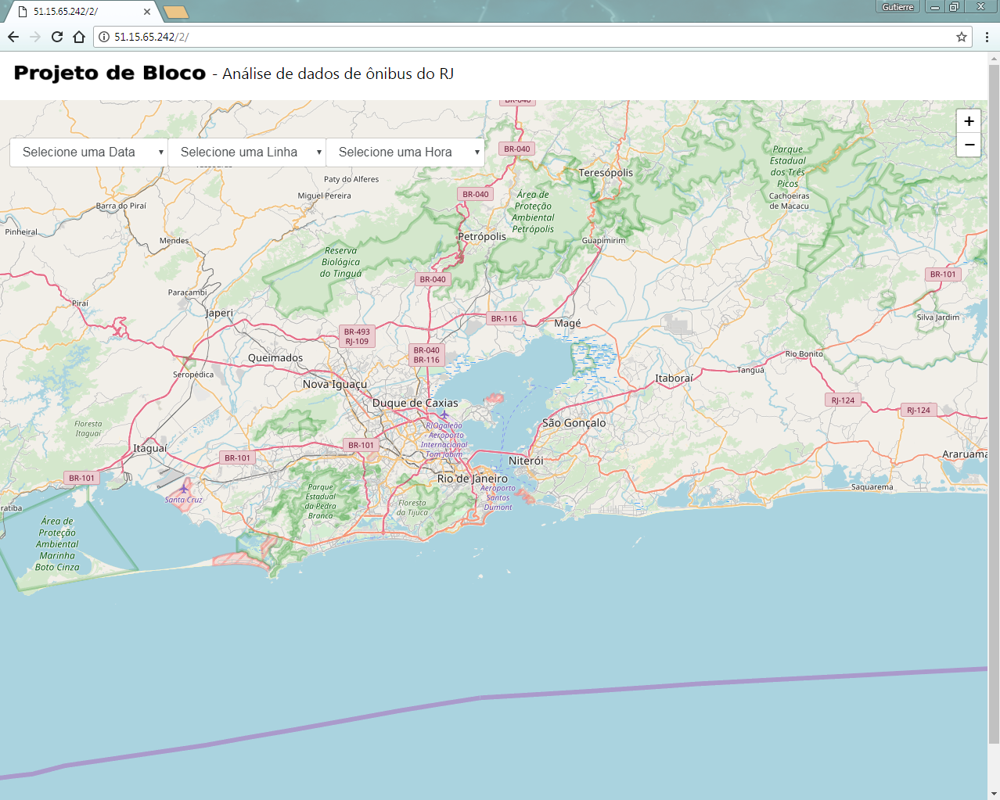 51.15.65.242/2/
Gutierre
51.15.65.242/2/
Projeto de Bloco - Análise de dados de ônibus do RJ
BR-040
+
−
Selecione uma Data
Selecione uma Linha
Selecione uma Hora
BR-040
Parque
Estadual
dos Três
Picos
Teresópolis
Paty do Alferes
Miguel Pereira
BR-040
Área de
Proteção
Ambiental
Petrópolis
Cachoeiras
de Macacu
Barra do Piraí
Pinheiral
Mendes
Petrópolis
Guapimirim
Reserva
Biológica
do Tinguá
BR-040
BR-101
Paracambi
Piraí
Japeri
BR-116
Magé
Silva Jardim
BR-493
RJ-109
BR-040
BR-116
Queimados
Rio Bonito
Seropédica
Nova Iguaçu
Itaboraí
Tanguá
Duque de Caxias
RJ-124
RJ-124
Floresta
Itaguaí
RIOgaleão
- Aeroporto
Internacional
Tom Jobim
São Gonçalo
Itaguaí
BR-101
BR-101
Niterói
Araruama
BR-101
Rio de Janeiro
Saquarema
Santa Cruz
Parque
Estadual
da Pedra
Branca
Aeroporto
Santos
Dumont
Floresta
da Tijuca
ratiba
Área de
Proteção
Ambiental
Marinha
Boto Cinza